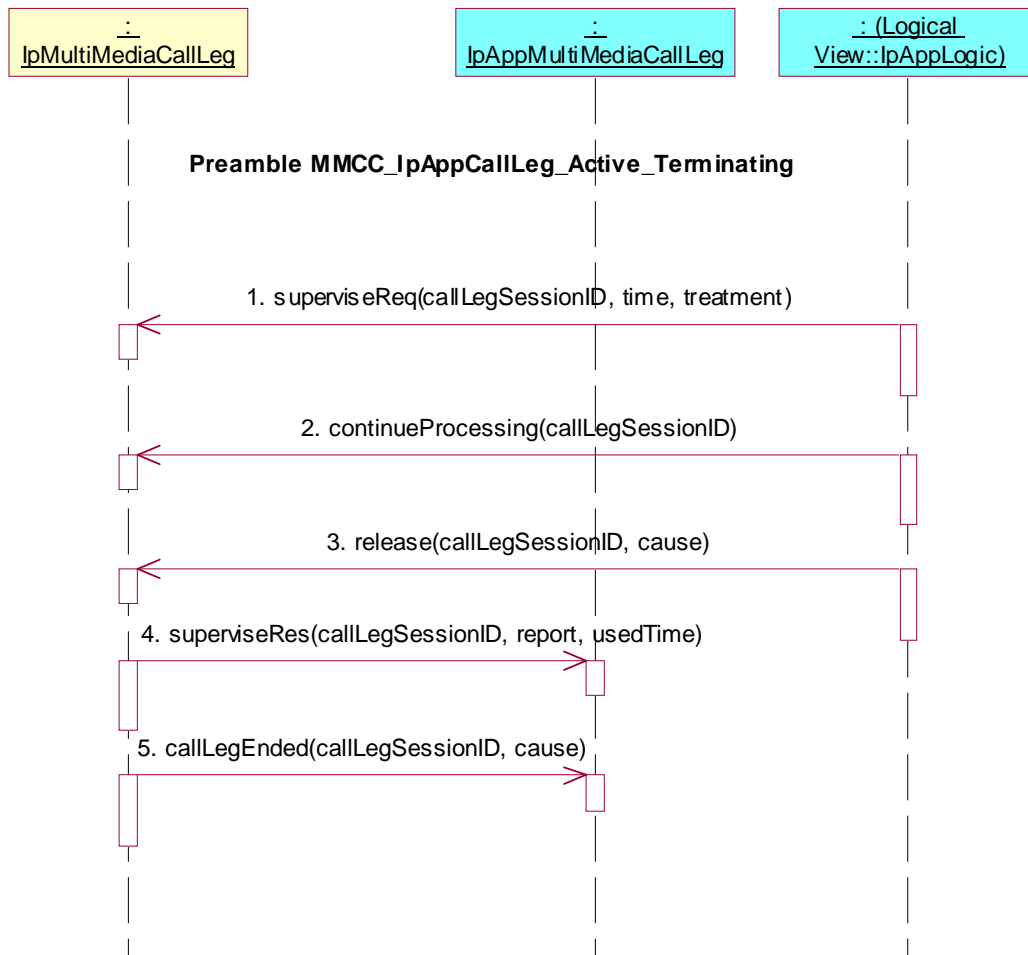 :
IpMultiMediaCallLeg
:
IpAppMultiMediaCallLeg
: (Logical
View::IpAppLogic)
Preamble MMCC_IpAppCallLeg_Active_Terminating
1. superviseReq(callLegSessionID, time, treatment)
2. continueProcessing(callLegSessionID)
3. release(callLegSessionID, cause)
4. superviseRes(callLegSessionID, report, usedTime)
5. callLegEnded(callLegSessionID, cause)